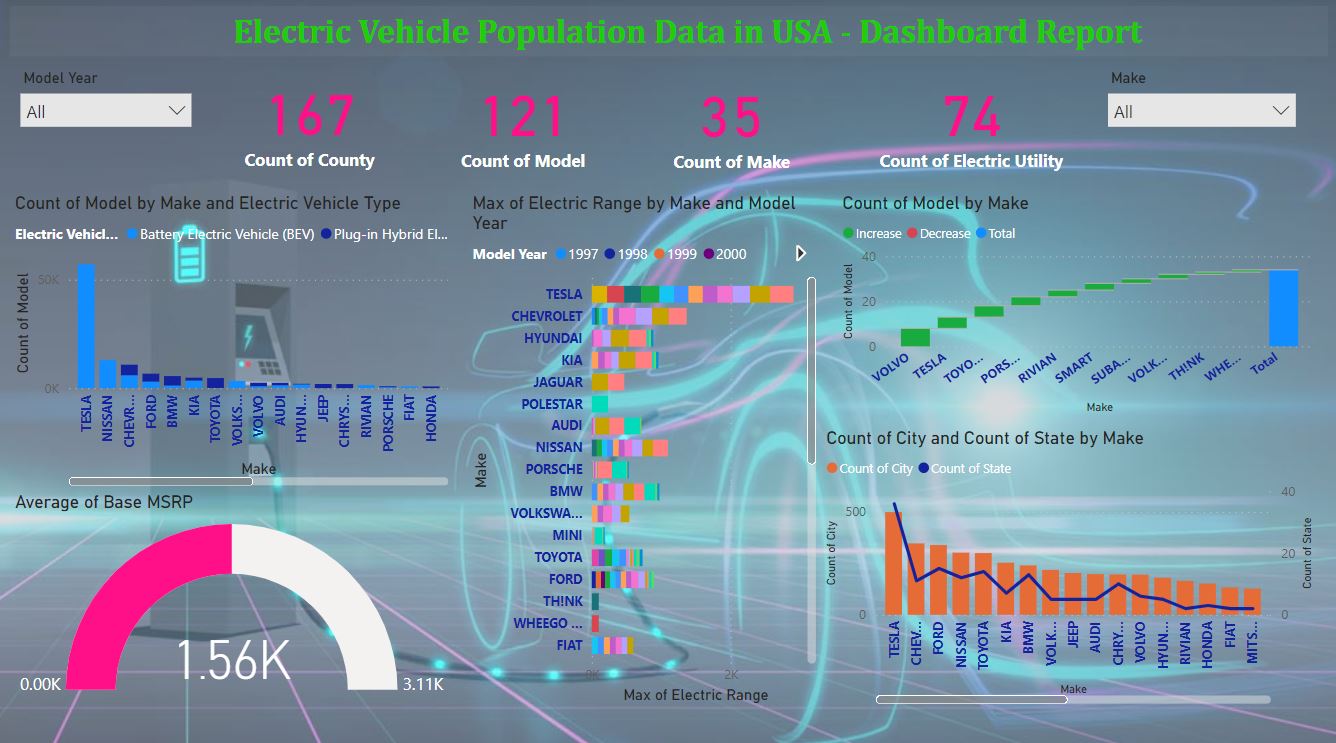 Electric Vehicle Population Data in USA - Dashboard Report
Model Year
All
167
Count of County
121
Count of Model
35
Count of Make
74
Count of Electric Utility
Make
All
Count of Model by Make and Electric Vehicle Type
Electric Vehicl... Battery Electric Vehicle (BEV) Plug-in Hybrid El...
Count of Model
50K
0K
TESLA
NISSAN
CHEVR...
FORD
BMW
KIA
TOYOTA
VOLKS...
VOLVO
AUDI
HYUN...
JEEP
CHRYS...
RIVIAN
PORSCHE
FIAT
HONDA
Make
Average of Base MSRP
1.56K
0.00K
3.11K
Max of Electric Range by Make and Model
Year
Model Year 1997 1998 1999 2000
Make
TESLA
CHEVROLET
HYUNDAI
KIA
JAGUAR
POLESTAR
AUDI
NISSAN
PORSCHE
BMW
VOLKSWA...
MINI
TOYOTA
FORD
TH!NK
WHEEGO ...
FIAT
0K
2K
Max of Electric Range
Count of Model by Make
Increase Decrease Total
Count of Model
40
20
0
VOLVO
TESLA
TOYO...
PORS...
RIVIAN
SMART
SUBA...
VOLK...
TH!NK
WHE...
Total
Make
Count of City and Count of State by Make
Count of City Count of State
Count of City
500
0
40
20
0
Count of State
TESLA
CHEV...
FORD
NISSAN
TOYOTA
KIA
BMW
VOLK...
JEEP
AUDI
CHRY...
VOLVO
HYUN...
RIVIAN
HONDA
FIAT
MITS...
Make